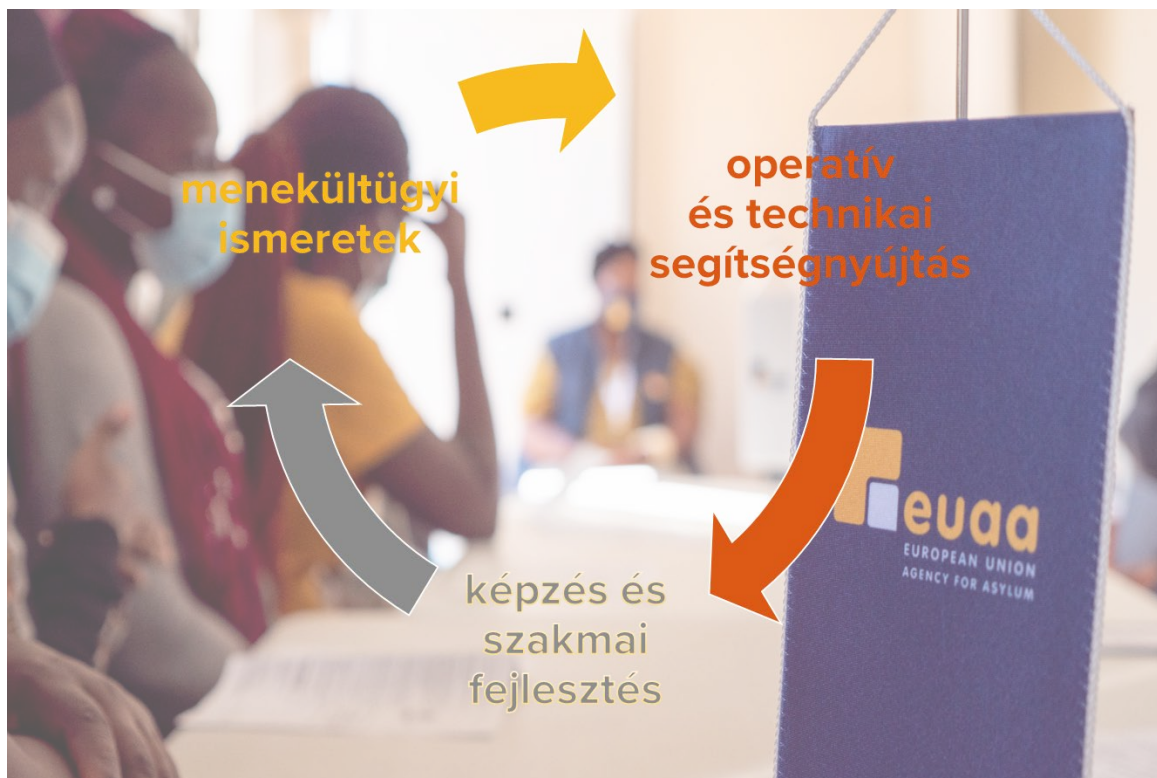 menekültügyi
ismeretek
operatív
és technikai
segítségnyújtás
képzés és
szakmai
fejlesztés
euaa
EUROPEAN UNION
AGENCY FOR ASYLUM